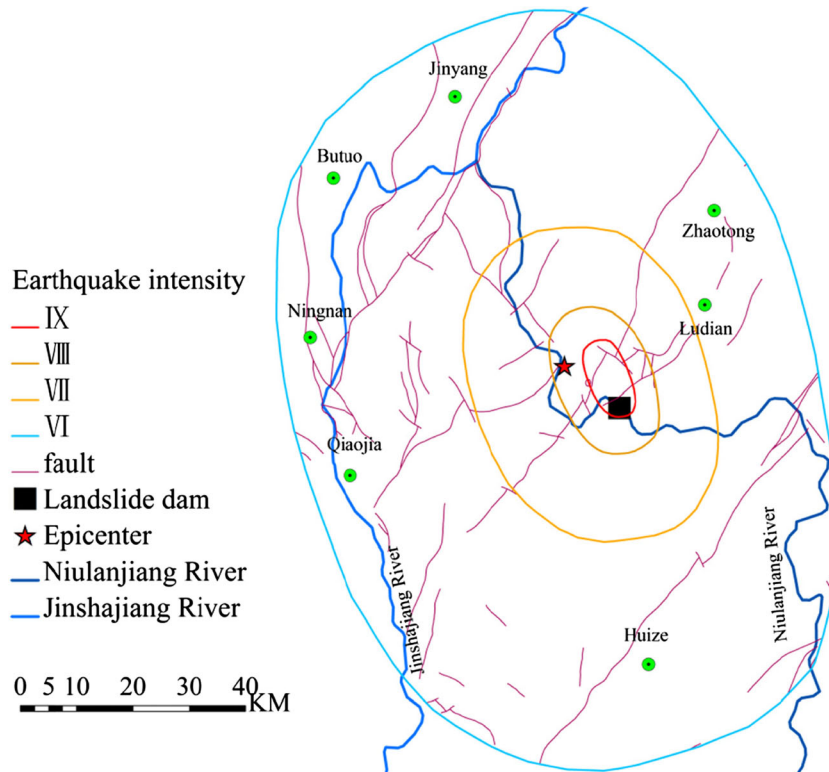 Jinyang
Butuo
Zhaotong
Earthquake intensity
IX
Ningnan
Ludian
VIII
VII
VI
Qiaojia
fault
Landslide dam
Epicenter
Niulanjiang River
Jinshajiang River
Jinshajiang River
Niulanjiang River
Huize
0 5 10 20 30 40 KM